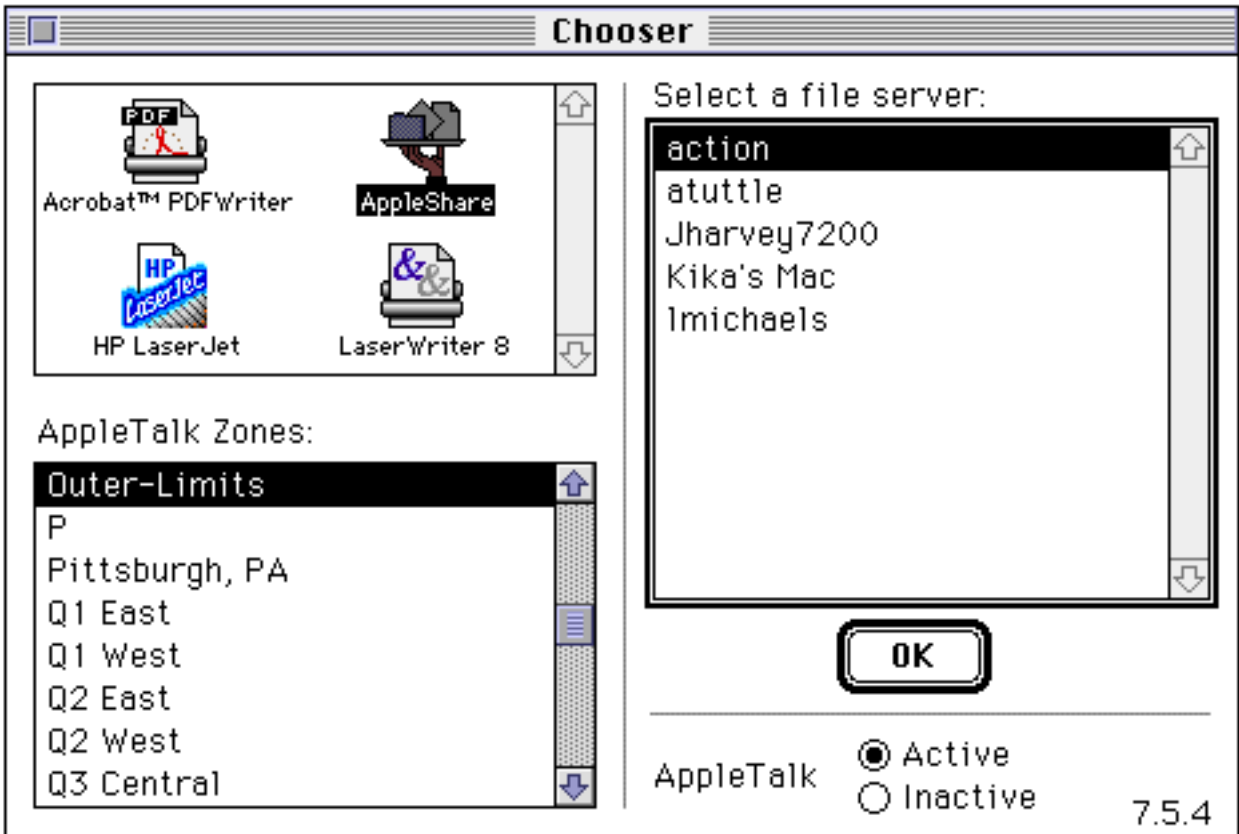 Chooser
PDF
Acrobat™ PDFWriter
AppleShare
HP
LaserJet
HP LaserJet
&&
LaserWriter 8
AppleTalk Zones:
Outer-Limits
P
Pittsburgh, PA
Q1 East
Q1 West
Q2 East
Q2 West
Q3 Central
Select a file server:
action
atuttle
Jharvey7200
Kika's Mac
lmichaels
OK
AppleTalk
Active
Inactive
7.5.4